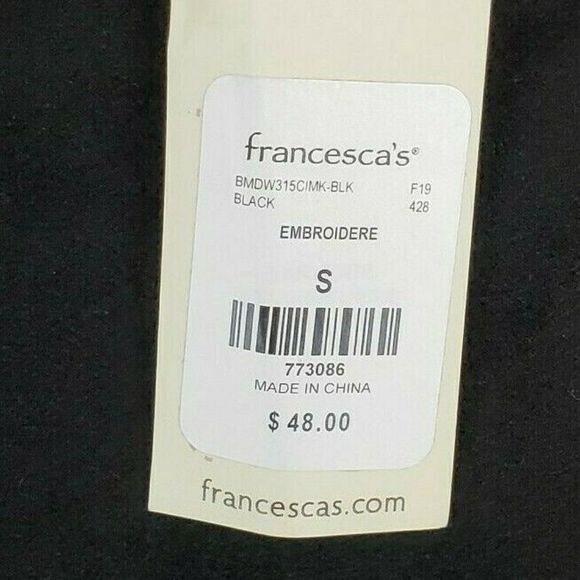 francesca's®
BMDW315CIMK-BLK F19
BLACK 428
EMBROIDERE
S
773086
MADE IN CHINA
$ 48.00
francescas.com